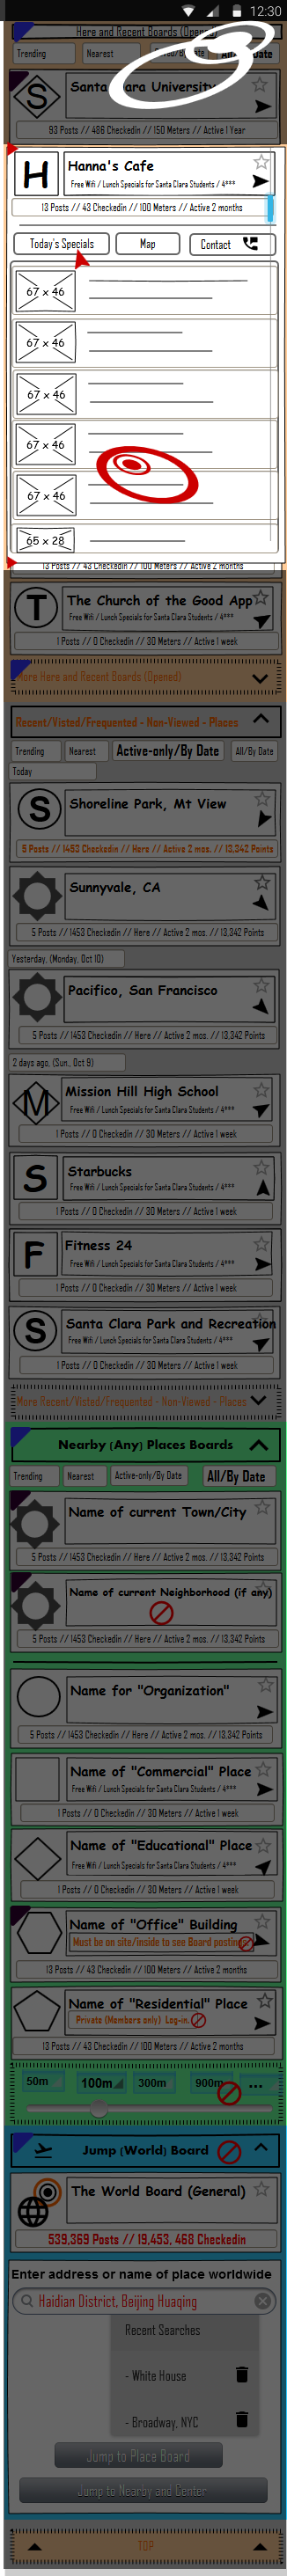 12:30
Here and Recent Boards (Opened)
Trending Nearest Date
Santa Clara University
93 Posts // 486 Checkedin // 150 Meters // Active 1 Year
H Hanna's Cafe
Free Wifi / Lunch Specials for Santa Clara Students / 4***
13 Posts // 43 Checkedin // 100 Meters // Active 2 months
Today's Specials Map Contact
67 x 46
67 x 46
67 x 46
67 x 46
67 x 46
65 x 28
13 Posts // 43 Checkedin // 100 Meters // Active 2 months
T The Church of the Good App
Free Wifi / Lunch Specials for Santa Clara Students / 4***
1 Posts // 0 Checkedin // 30 Meters // Active 1 week
More Here and Recent Boards (Opened)
Recent/Visted/Frequented - Non-Viewed - Places
Trending Nearest Active-only/By Date All/By Date
Today
S Shoreline Park, Mt View
5 Posts // 1453 Checkedin // Here // Active 2 mos. // 13,342 Points
Sunnyvale, CA
5 Posts // 1453 Checkedin // Here // Active 2 mos. // 13,342 Points
Yesterday, (Monday, Oct 10)
Pacifico, San Francisco
5 Posts // 1453 Checkedin // Here // Active 2 mos. // 13,342 Points
2 days ago, (Sun., Oct 9)
M Mission Hill High School
Free Wifi / Lunch Specials for Santa Clara Students / 4***
1 Posts // 0 Checkedin // 30 Meters // Active 1 week
S Starbucks
Free Wifi / Lunch Specials for Santa Clara Students / 4***
1 Posts // 0 Checkedin // 30 Meters // Active 1 week
F Fitness 24
Free Wifi / Lunch Specials for Santa Clara Students / 4***
1 Posts // 0 Checkedin // 30 Meters // Active 1 week
S Santa Clara Park and Recreation
Free Wifi / Lunch Specials for Santa Clara Students / 4***
1 Posts // 0 Checkedin // 30 Meters // Active 1 week
More Recent/Visted/Frequented - Non-Viewed - Places
Nearby (Any) Places Boards
Trending Nearest Active-only/By Date All/By Date
Name of current Town/City
5 Posts // 1453 Checkedin // Here // Active 2 mos. // 13,342 Points
Name of current Neighborhood (if any)
5 Posts // 1453 Checkedin // Here // Active 2 mos. // 13,342 Points
Name for "Organization"
5 Posts // 1453 Checkedin // Here // Active 2 mos. // 13,342 Points
Name of "Commercial" Place
Free Wifi / Lunch Specials for Santa Clara Students / 4***
1 Posts // 0 Checkedin // 30 Meters // Active 1 week
Name of "Educational" Place
Free Wifi / Lunch Specials for Santa Clara Students / 4***
1 Posts // 0 Checkedin // 30 Meters // Active 1 week
Name of "Office" Building
Must be on site/inside to see Board
13 Posts // 43 Checkedin // 100 Meters // Active 2 months
Name of "Residential" Place
Private (Members only) Log-in.
13 Posts // 43 Checkedin // 100 Meters // Active 2 months
50m 100m 300m 900m ...
Jump (World) Board
The World Board (General)
539,369 Posts // 19,453, 468 Checkedin
Enter address or name of place worldwide
Haidian District, Beijing Huaqing
Recent Searches
- White House
- Broadway, NYC
Jump to Place Board
Jump to Nearby and Center
TOP